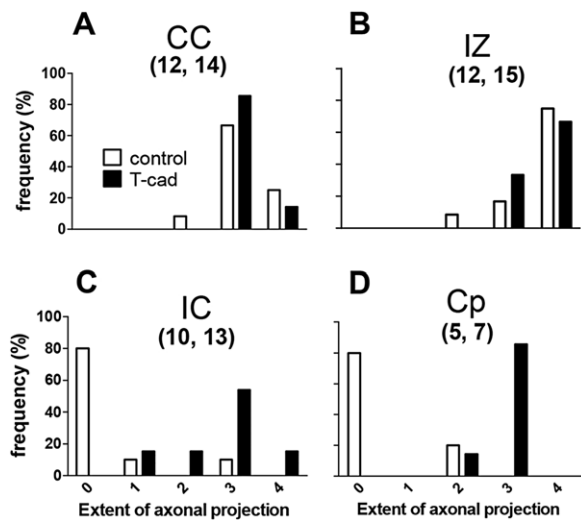 A
CC
(12, 14)
B
IZ
(12, 15)
frequency (%)
100
80
60
40
20
0
control
T-cad
C
IC
(10, 13)
D
Cp
(5, 7)
frequency (%)
100
80
60
40
20
0
0 1 2 3 4
Extent of axonal projection
0 1 2 3 4
Extent of axonal projection